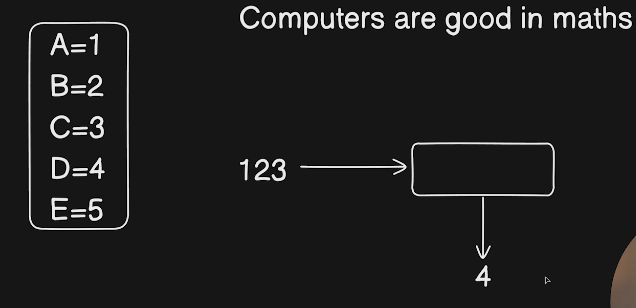 Computers are good in maths
A=1
B=2
C=3
D=4
E=5
123
4